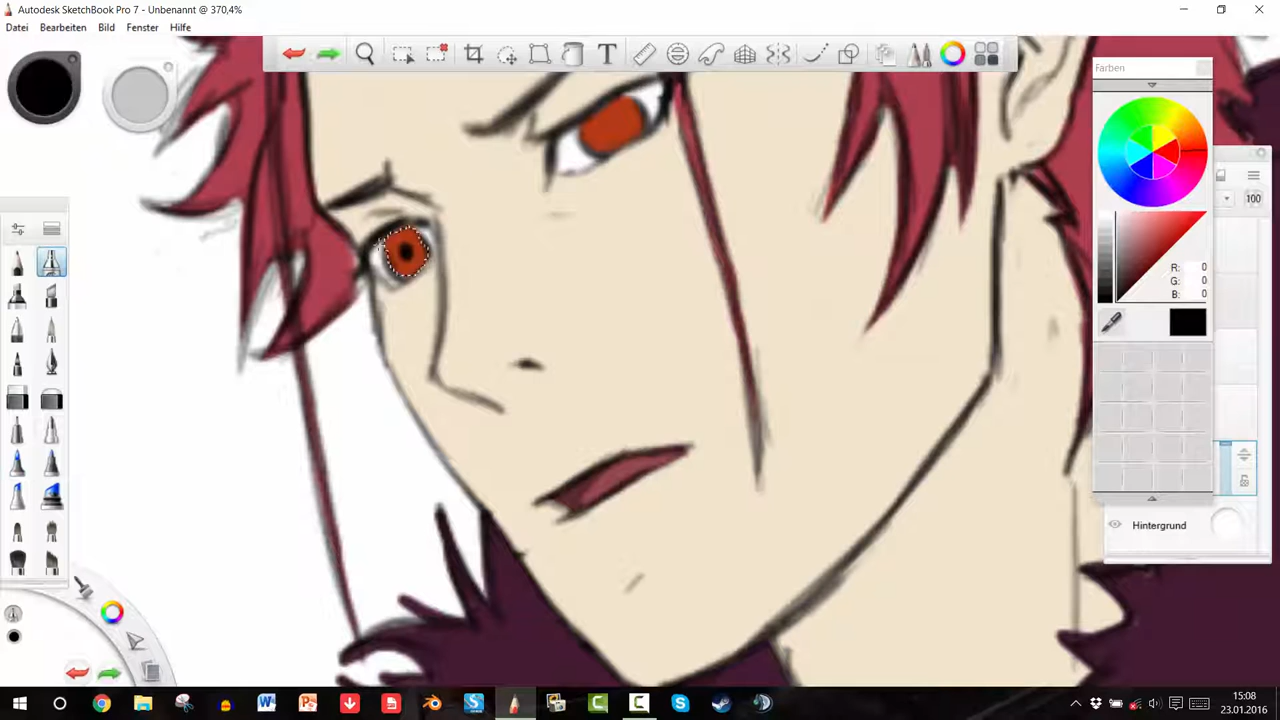 Autodesk SketchBook Pro 7 - Unbenannt @ 370,4%
Datei Bearbeiten Bild Fenster Hilfe
Farben
100
R: 0
G: 0
B: 0
Hintergrund
15:08
23.01.2016